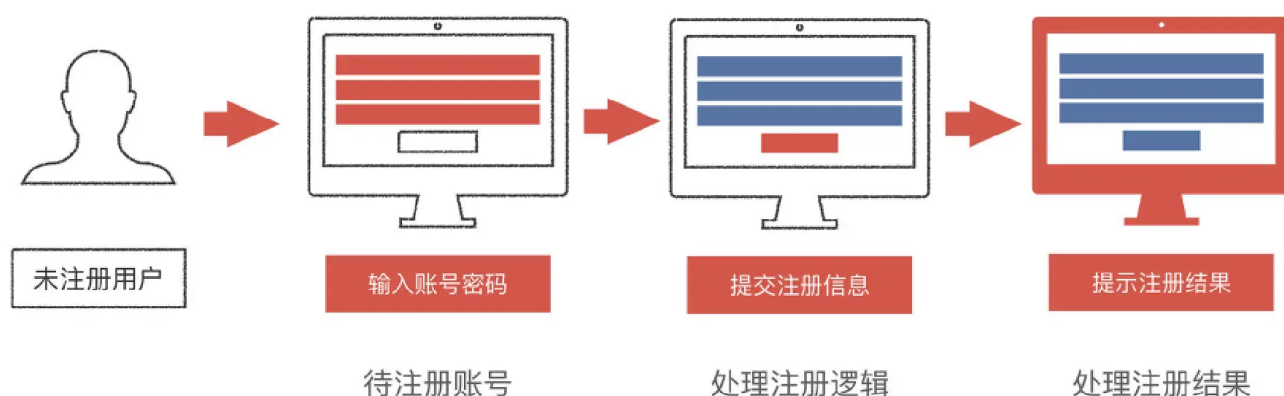 未注册用户
输入账号密码
提交注册信息
提示注册结果
待注册账号
处理注册逻辑
处理注册结果